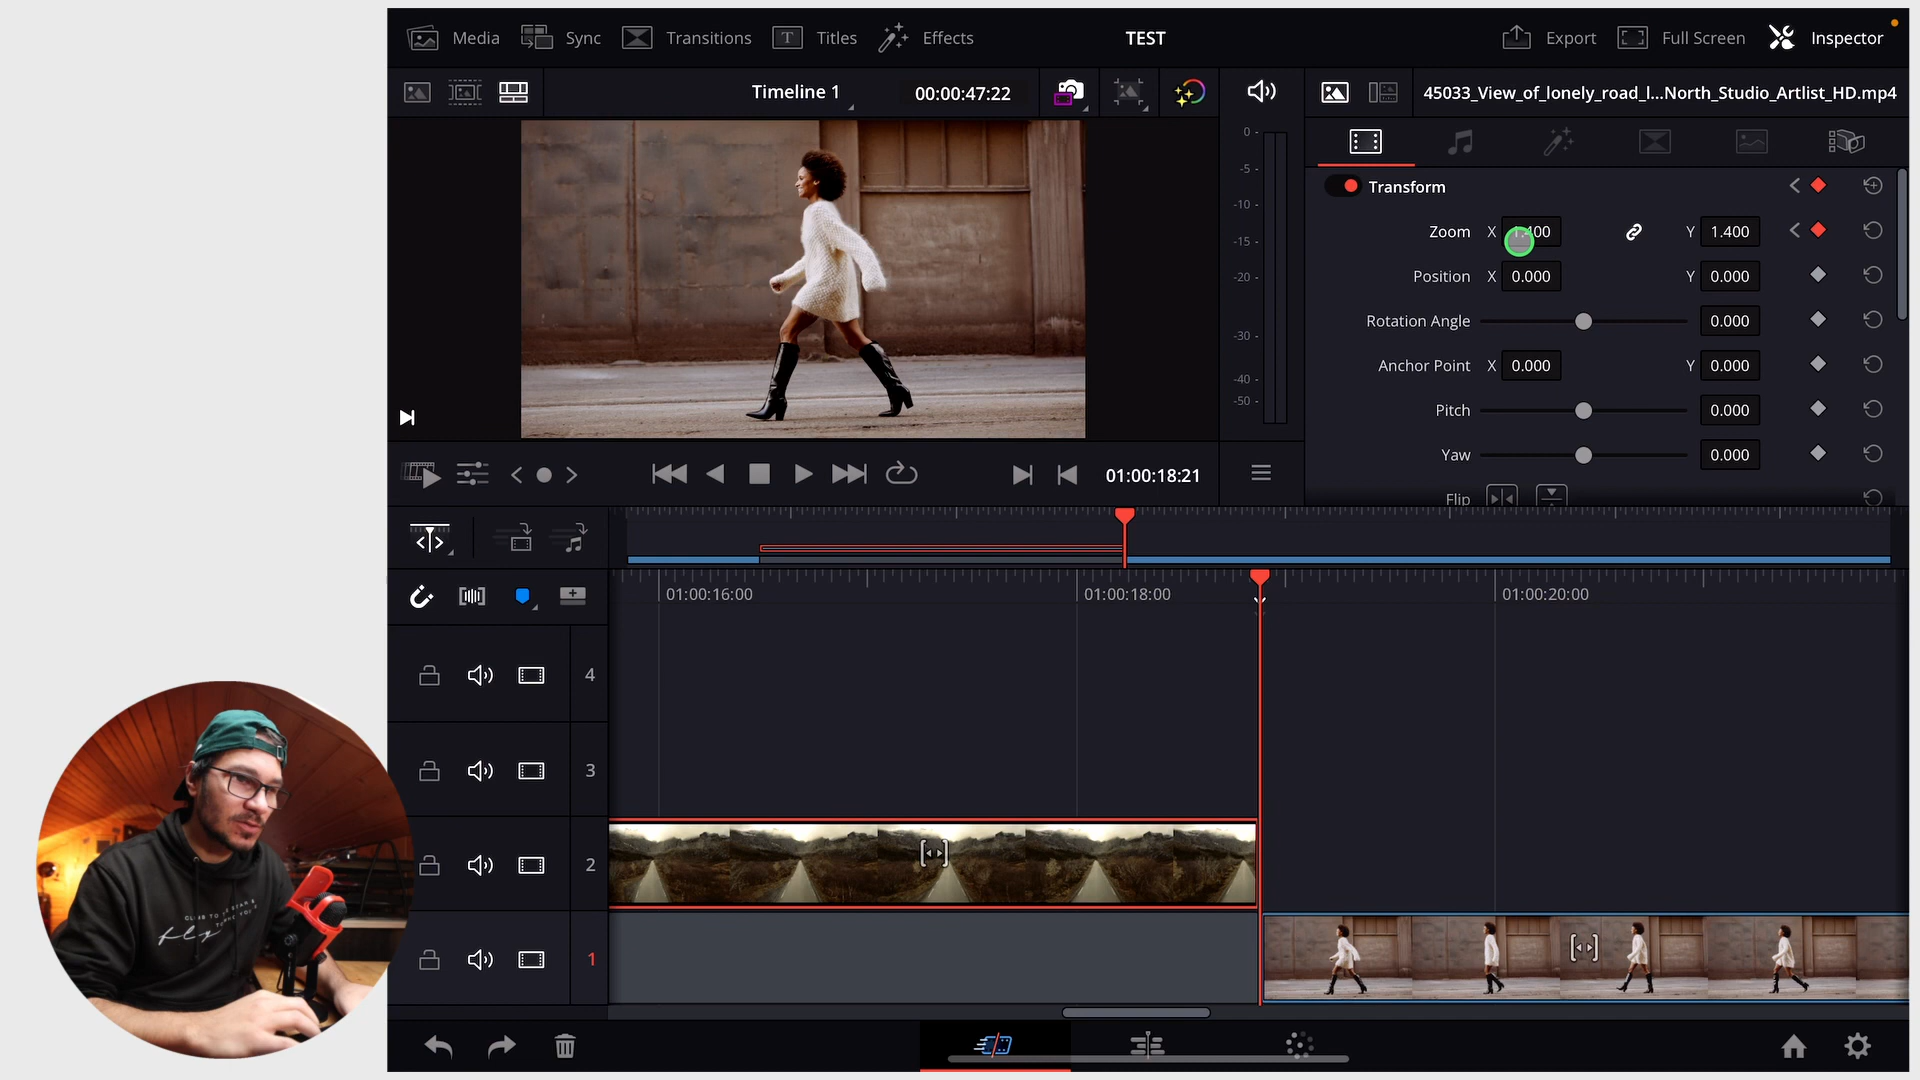 Media Sync Transitions T Titles Effects TEST Export Full Screen Inspector
Timeline 1 00:00:47:22 45033_View_of_lonely_road_l...North_Studio_Artlist_HD.mp4
0 -
-5 -
-10 -
-15 -
-20 -
-30 -
-40 -
-50 -
Transform
Zoom X Y 1.400
Position X 0.000 Y 0.000
Rotation Angle 0.000
Anchor Point X 0.000 Y 0.000
Pitch 0.000
Yaw 0.000
Flip
01:00:18:21
01:00:16:00 01:00:18:00 01:00:20:00
4
3
2
1